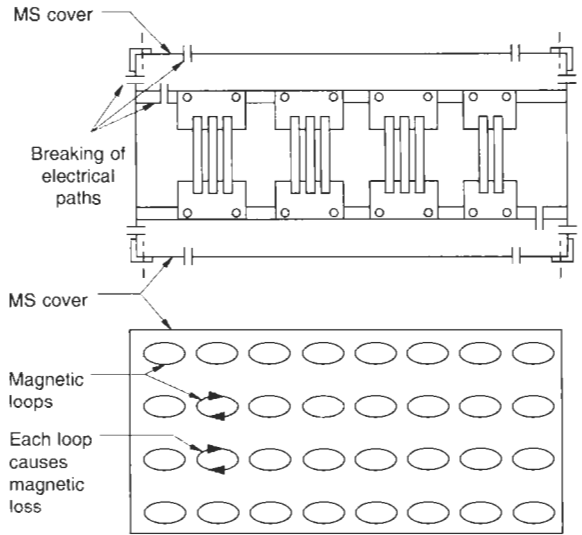 MS cover
Breaking of
electrical
paths
MS cover
Magnetic
loops
Each loop
causes
magnetic
loss